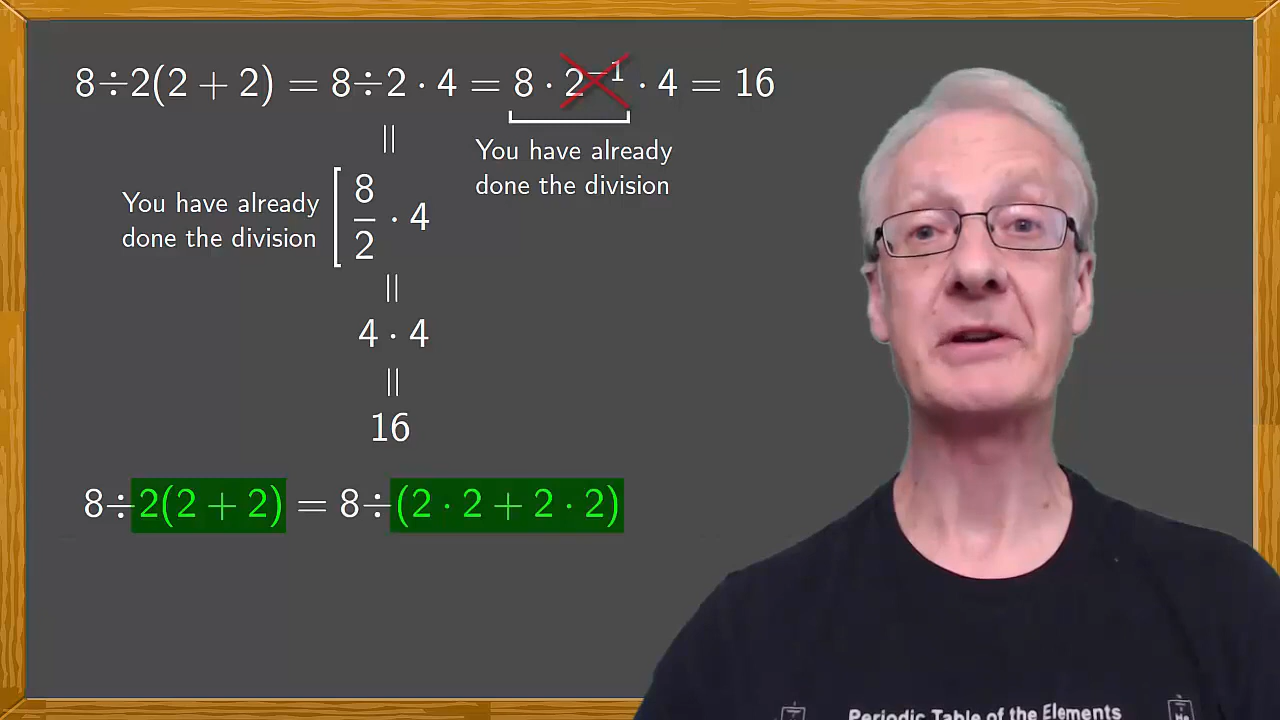 8÷2(2 + 2) = 8÷2 · 4 = 8 · 2⁻¹ · 4 = 16
||
You have already
done the division
You have already
done the division
8
2
· 4
||
4 · 4
||
16
8÷2(2 + 2) = 8÷(2 · 2 + 2 · 2)
Periodic Table of the Elements